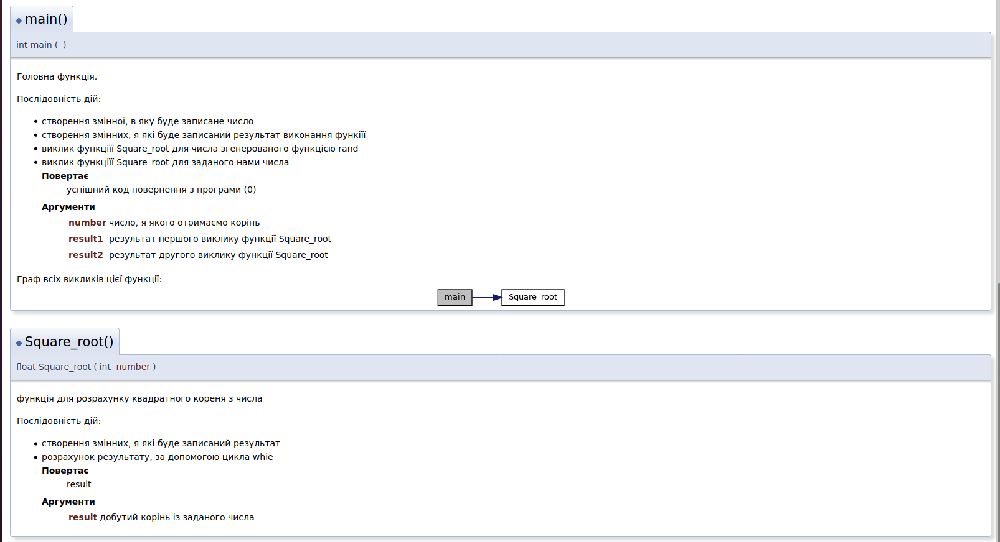 ◆ main()
int main ( )
Головна функція.
Послідовність дій:
• створення змінної, в яку буде записане число
• створення змінних, я які буде записаний результат виконання функіїї
• виклик функціїї Square_root для числа згенерованого функцією rand
• виклик функціїї Square_root для заданого нами числа
Повертає
успішний код повернення з програми (0)
Аргументи
number число, я якого отримаємо корінь
result1 результат першого виклику функції Square_root
result2 результат другого виклику функції Square_root
Граф всіх викликів цієї функції:
main Square_root
◆ Square_root()
float Square_root ( int number )
функція для розрахунку квадратного кореня з числа
Послідовність дій:
• створення змінних, я які буде записаний результат
• розрахунок результату, за допомогою цикла whie
Повертає
result
Аргументи
result добутий корінь із заданого числа